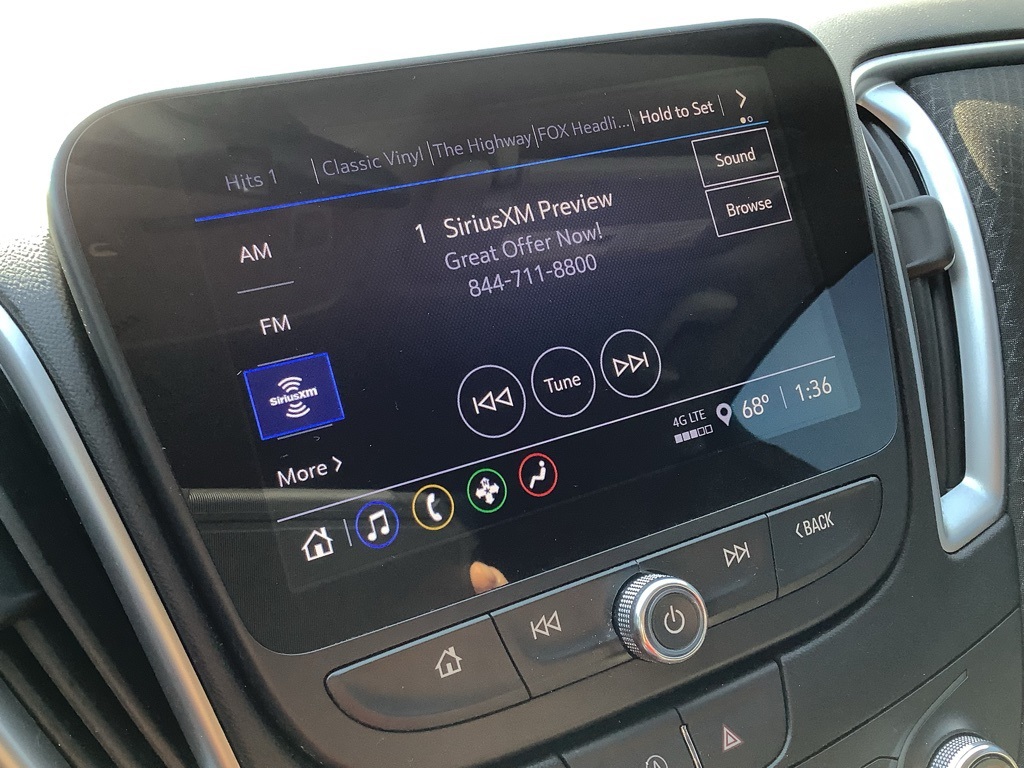 Hits 1
Classic Vinyl
The Highway
FOX Headli...
Hold to Set
Sound
Browse
1 SiriusXM Preview
Great Offer Now!
844-711-8800
AM
FM
SiriusXM
More
Tune
4G LTE
68° 1:36
BACK